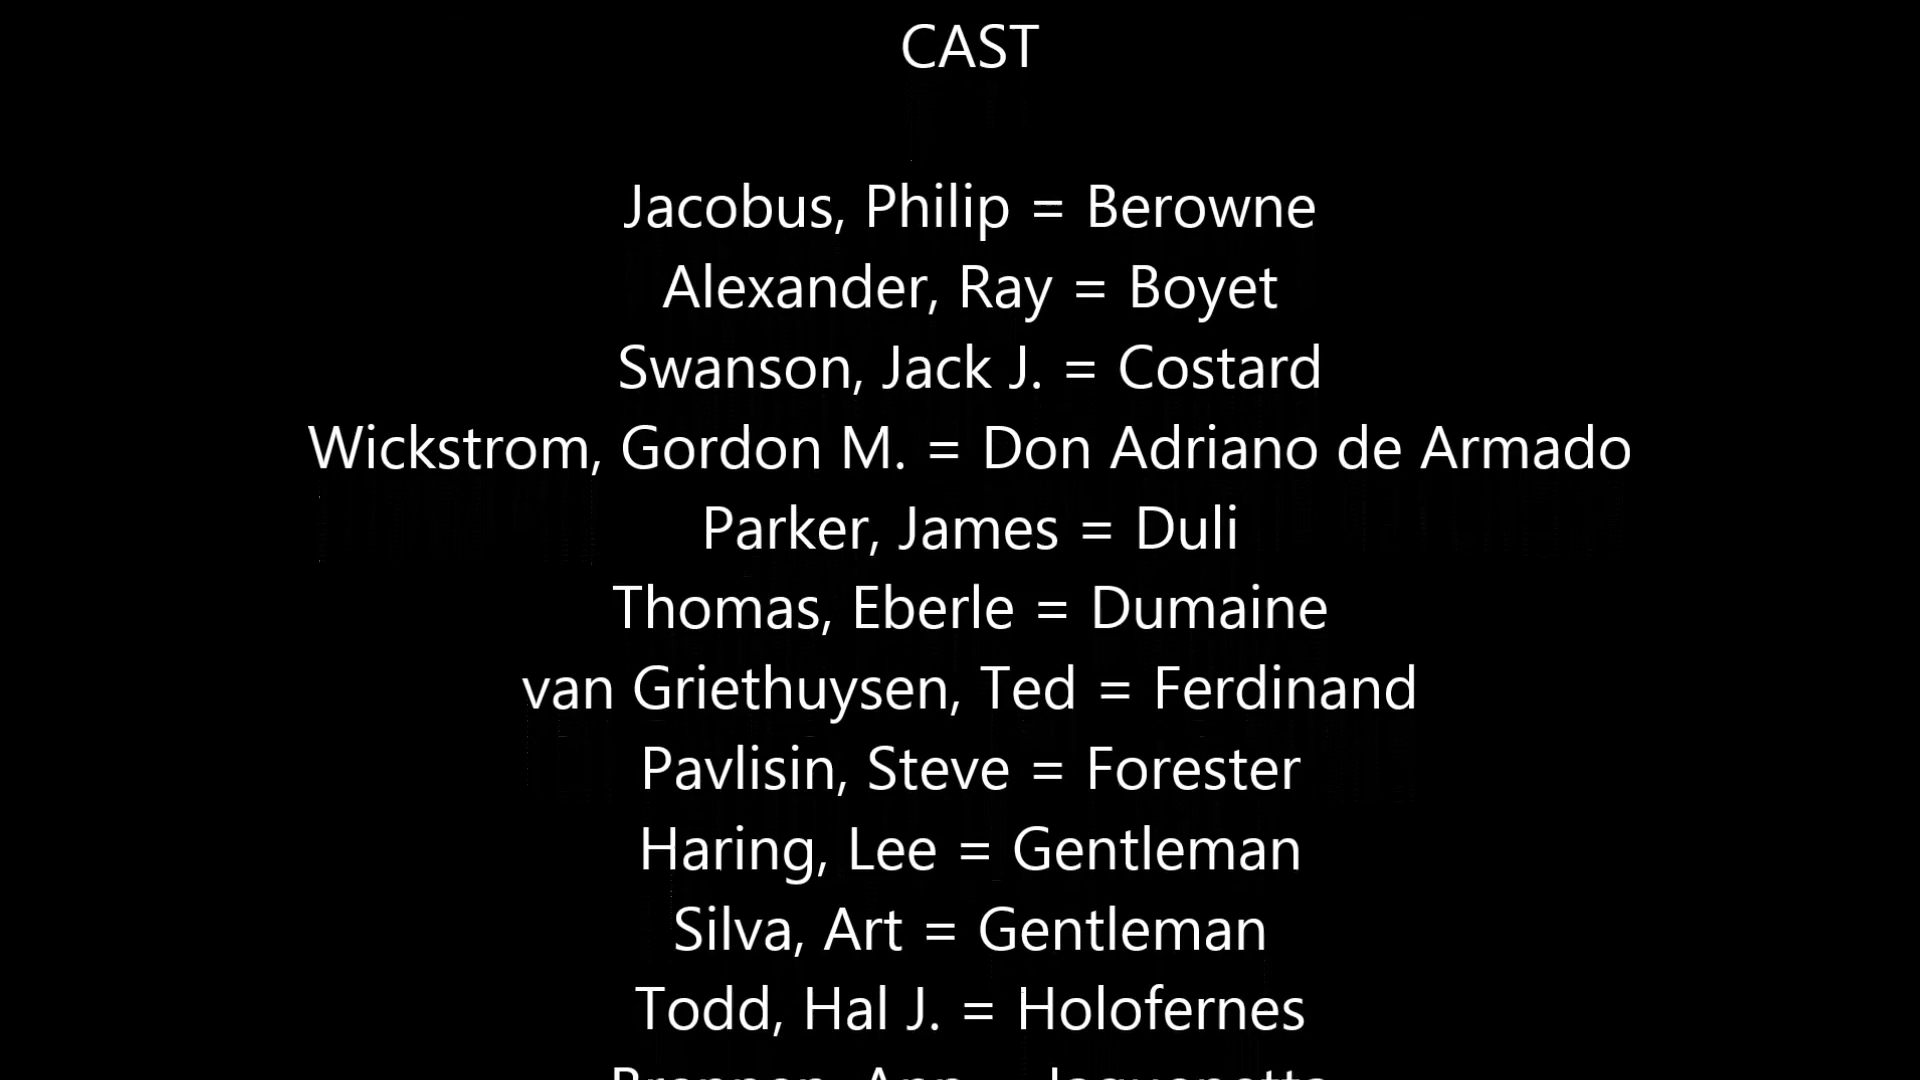 CAST
Jacobus, Philip = Berowne
Alexander, Ray = Boyet
Swanson, Jack J. = Costard
Wickstrom, Gordon M. = Don Adriano de Armado
Parker, James = Duli
Thomas, Eberle = Dumaine
van Griethuysen, Ted = Ferdinand
Pavlisin, Steve = Forester
Haring, Lee = Gentleman
Silva, Art = Gentleman
Todd, Hal J. = Holofernes